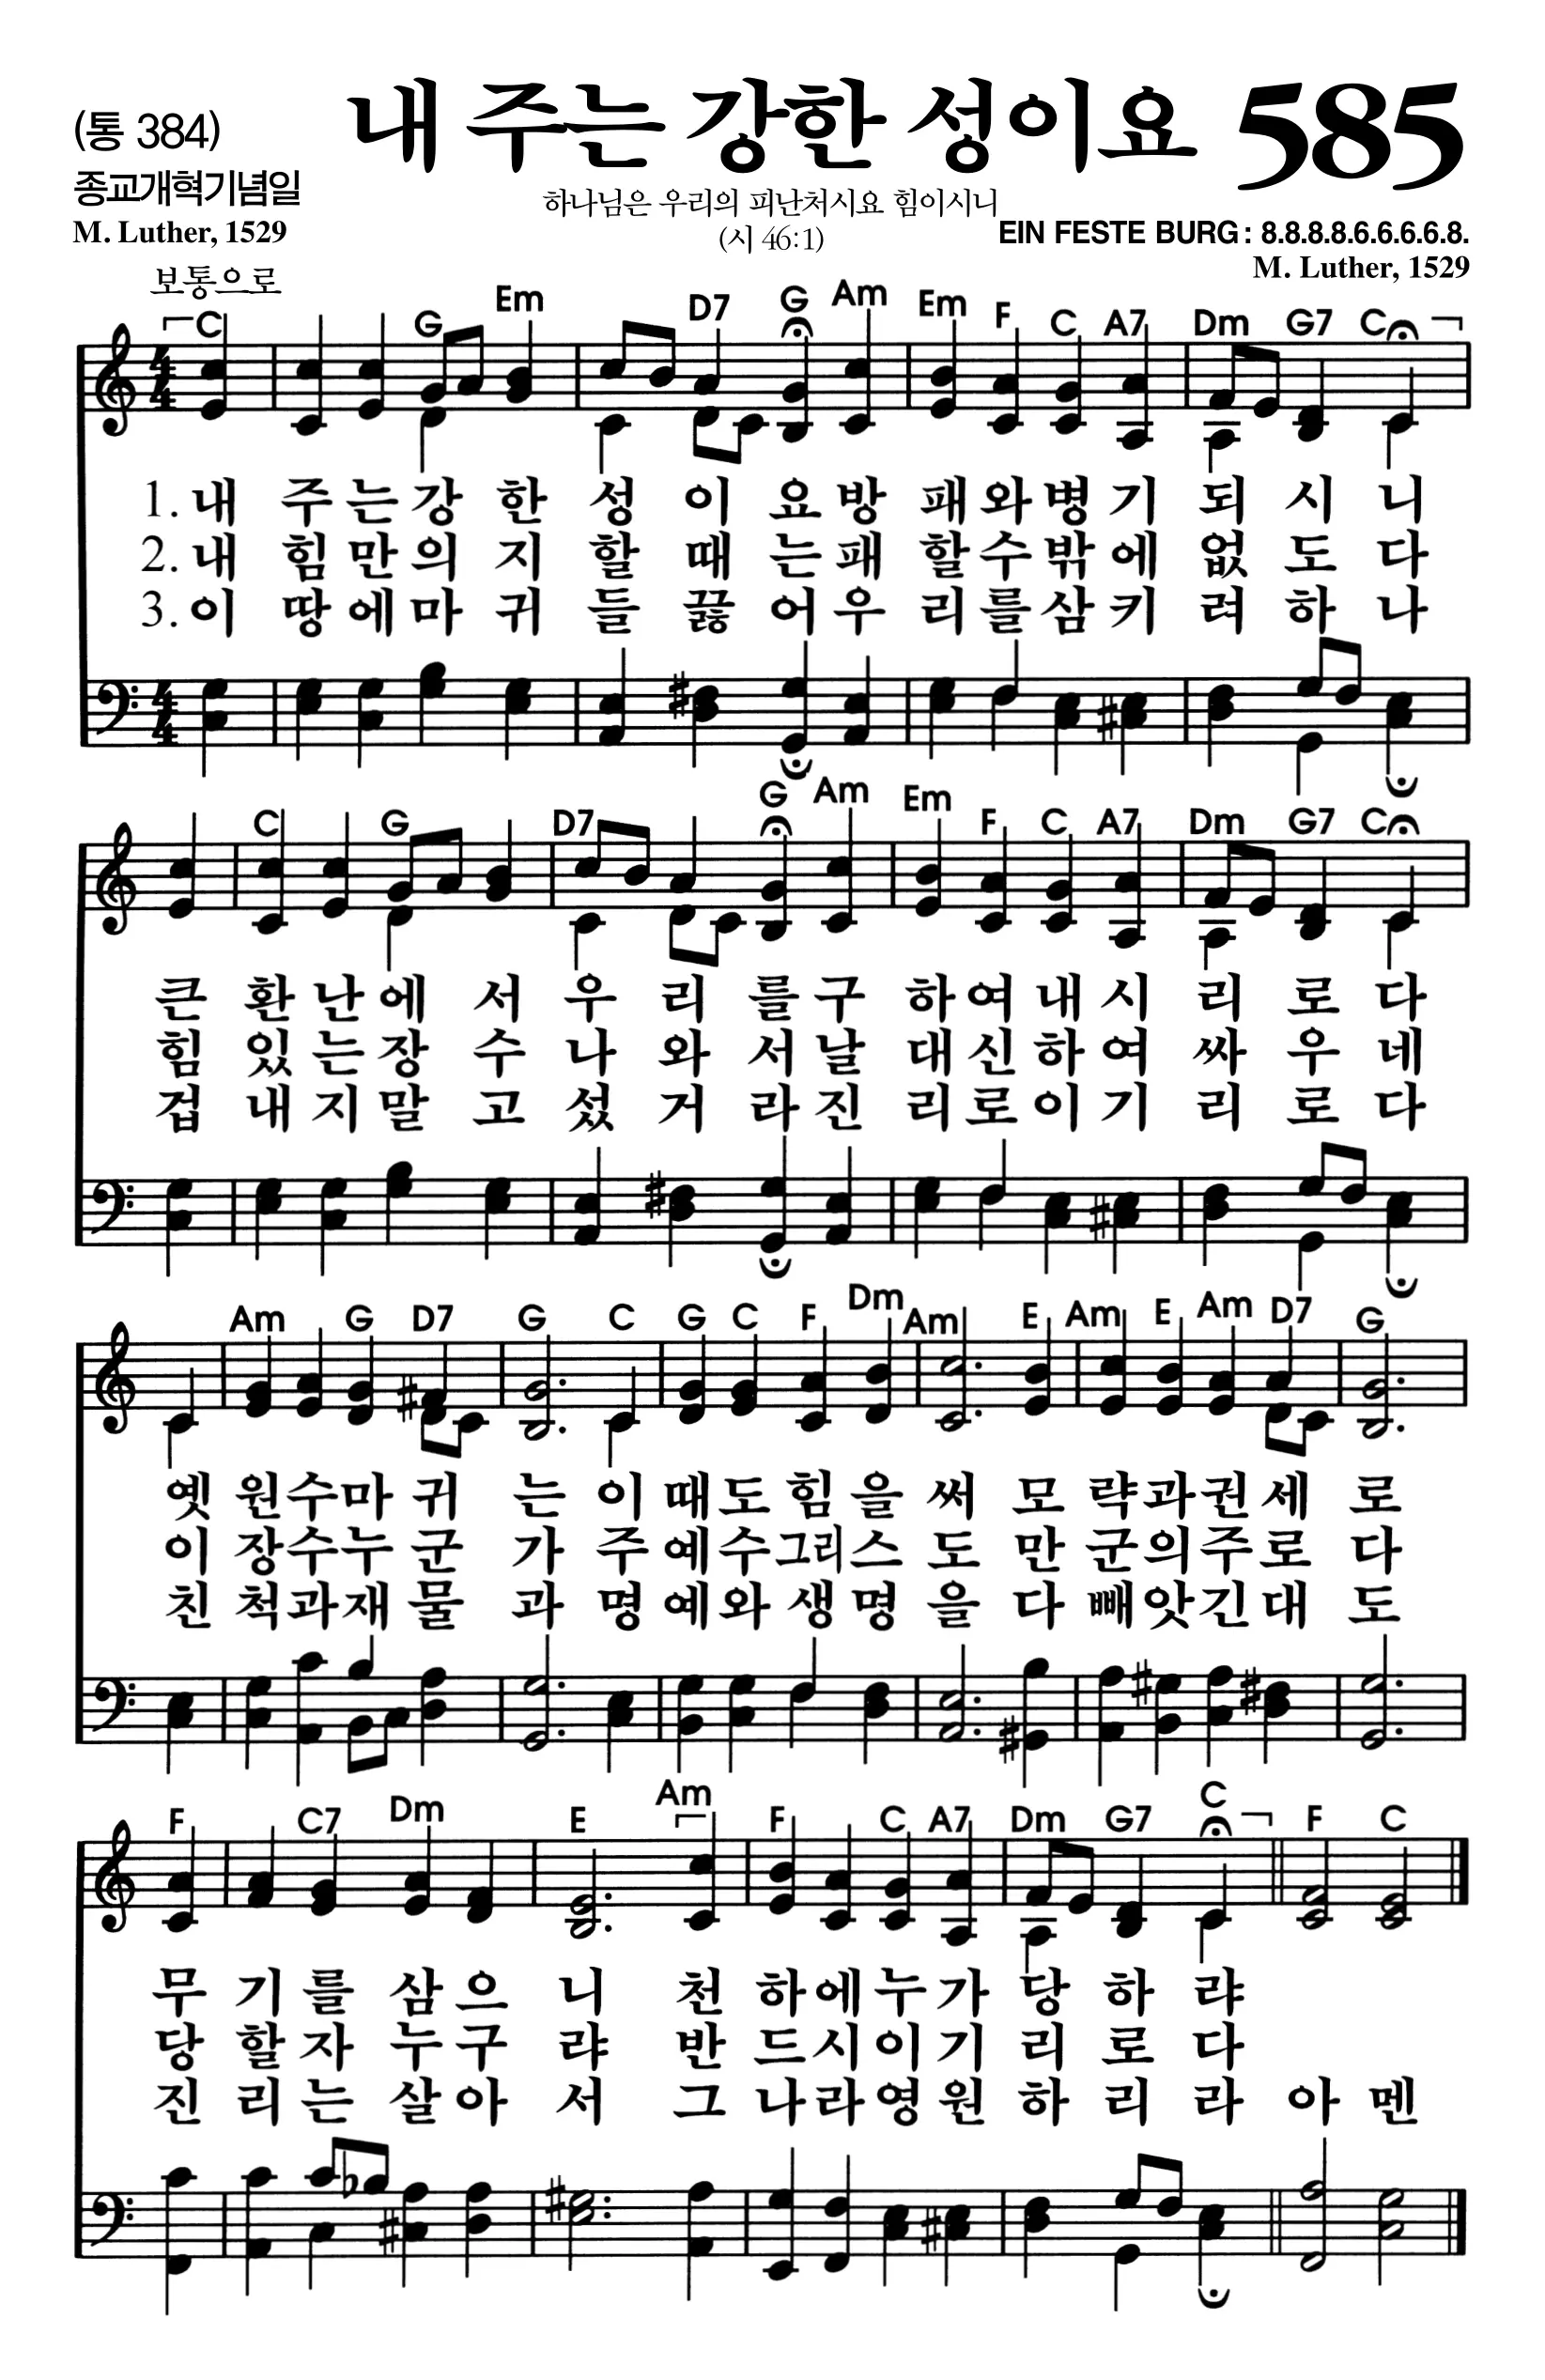 (통 384) 내 주는 강한 성이요 585
종교개혁기념일
하나님은 우리의 피난처시요 힘이시니
M. Luther, 1529 (시 46:1) EIN FESTE BURG: 8.8.8.8.6.6.6.6.8.
M. Luther, 1529
보통으로
C G Em D7 G Am Em F C A7 Dm G7 C
1. 내 주 는 강 한 성 이 요 방 패 와 병 기 되 시 니
2. 내 힘 만 의 지 할 때 는 패 할 수 밖 에 없 도 다
3. 이 땅 에 마 귀 들 끓 어 우 리 를 삼 키 려 하 나
C G D7 G Am Em F C A7 Dm G7 C
큰 환 난 에 서 우 리 를 구 하 여 내 시 리 로 다
힘 있 는 장 수 나 와 서 날 대 신 하 여 싸 우 네
겁 내 지 말 고 섰 거 라 진 리 로 이 기 리 로 다
Am G D7 G C G C F Dm Am E Am E Am D7 G
옛 원 수 마 귀 는 이 때 도 힘 을 써 모 략 과 권 세 로
이 장 수 누 군 가 주 예 수 그리 스 도 만 군 의 주 로 다
친 척 과 재 물 과 명 예 와 생 명 을 다 빼 앗 긴 대 도
F C7 Dm E Am F C A7 Dm G7 C F C
무 기 를 삼 으 니 천 하 에 누 가 당 하 랴
당 할 자 누 구 랴 반 드 시 이 기 리 로 다
진 리 는 살 아 서 그 나 라 영 원 하 리 라 아 멘